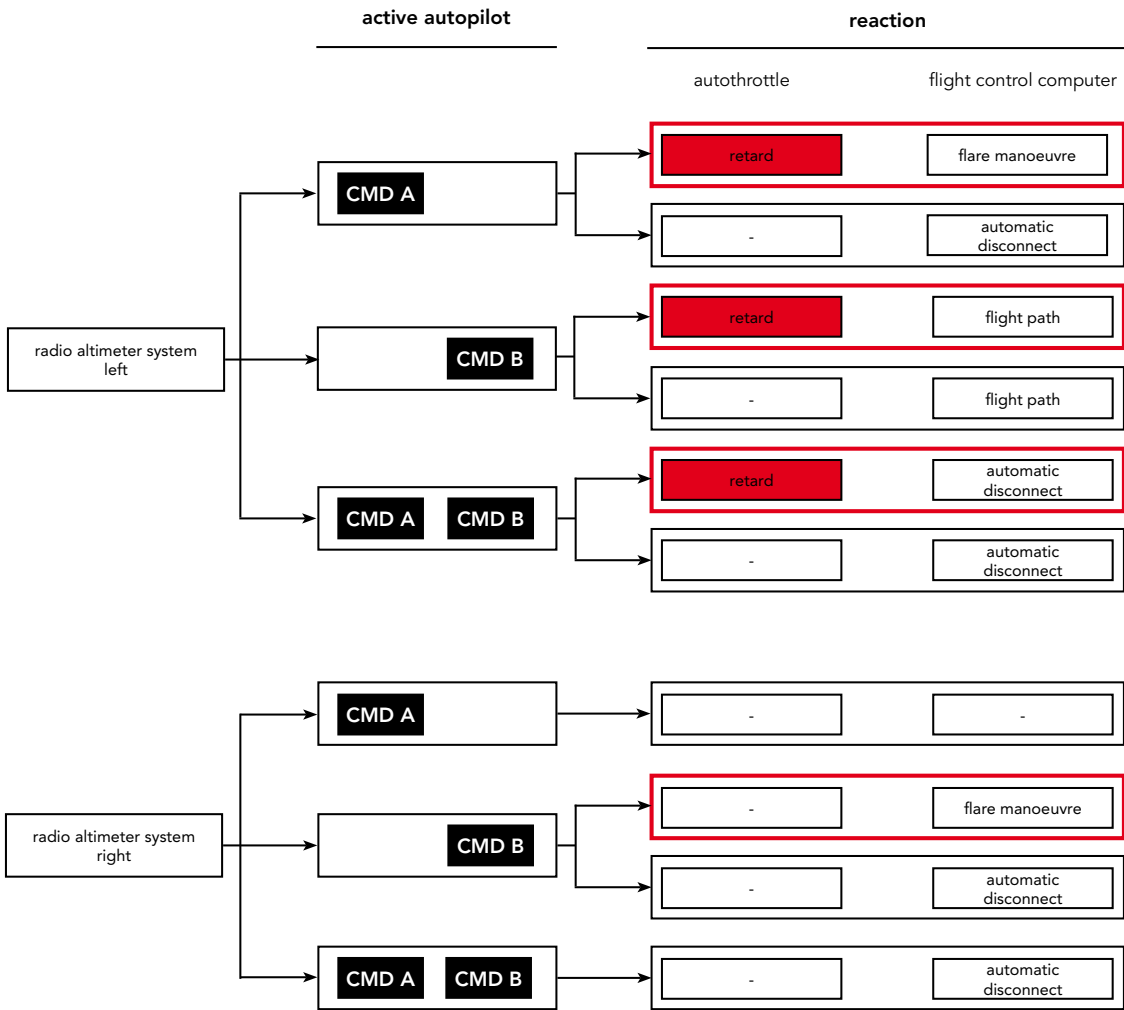 active autopilot
reaction
autothrottle
flight control computer
retard
flare manoeuvre
CMD A
-
automatic
disconnect
retard
flight path
radio altimeter system
left
CMD B
-
flight path
retard
automatic
disconnect
CMD A
CMD B
-
automatic
disconnect
CMD A
-
-
-
flare manoeuvre
radio altimeter system
right
CMD B
-
automatic
disconnect
CMD A
CMD B
-
automatic
disconnect